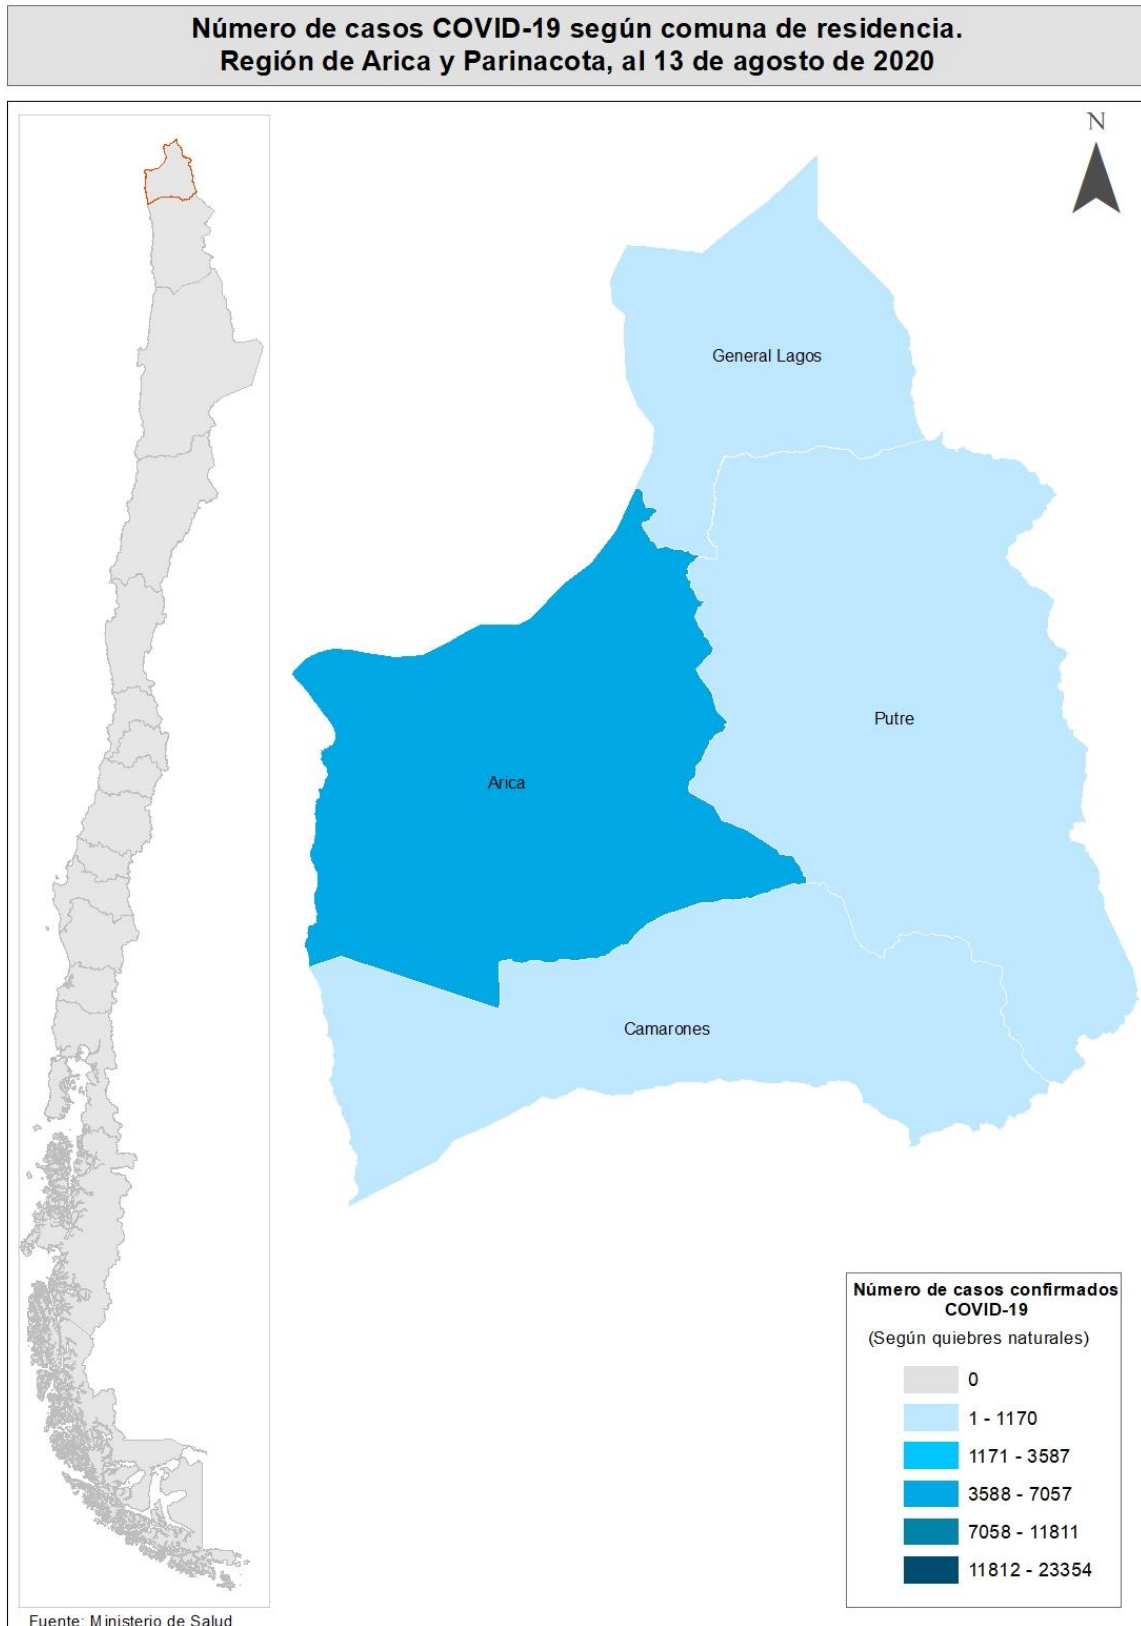 Número de casos COVID-19 según comuna de residencia.
Región de Arica y Parinacota, al 13 de agosto de 2020
N
General Lagos
Putre
Arica
Camarones
Número de casos confirmados
COVID-19
(Según quiebres naturales)
0
1 - 1170
1171 - 3587
3588 - 7057
7058 - 11811
11812 - 23354
Fuente: Ministerio de Salud